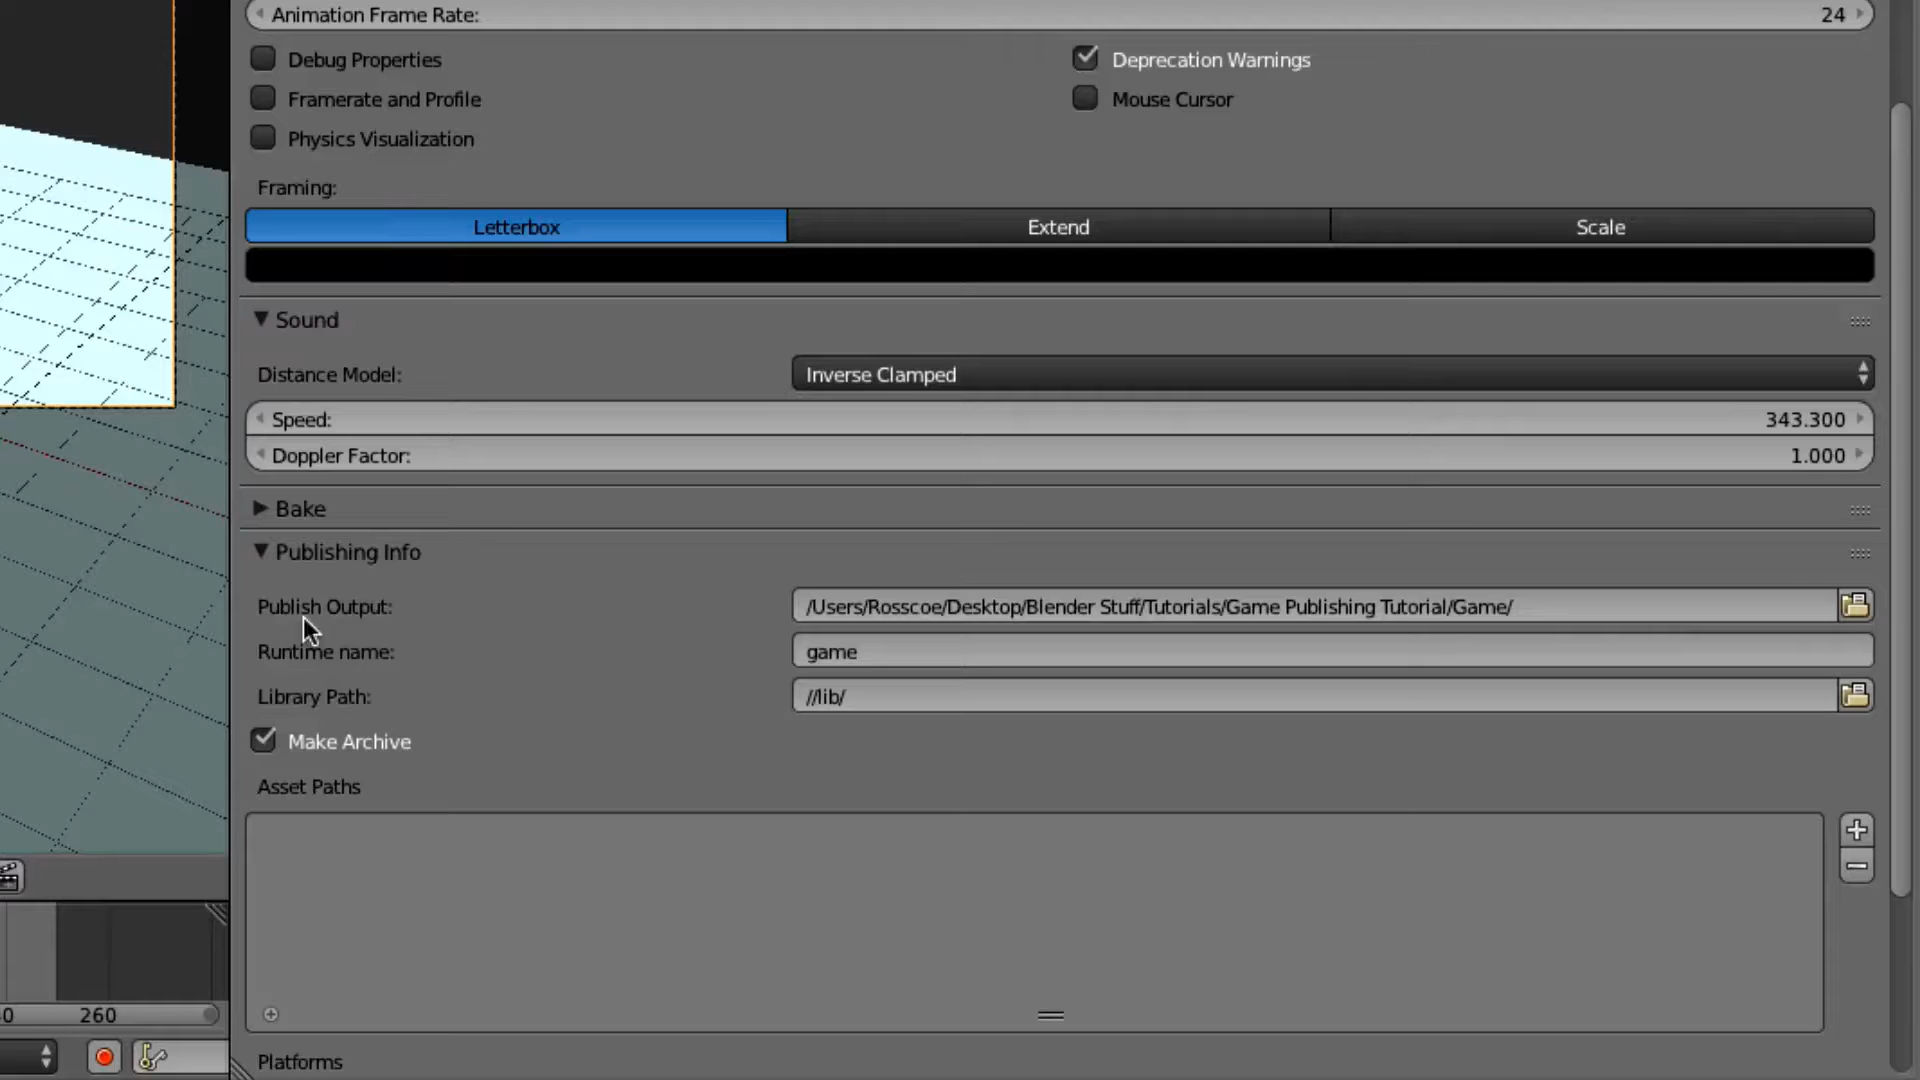 Animation Frame Rate: 24
Debug Properties Deprecation Warnings
Framerate and Profile Mouse Cursor
Physics Visualization
Framing:
Letterbox Extend Scale
Sound
Distance Model: Inverse Clamped
Speed: 343.300
Doppler Factor: 1.000
Bake
Publishing Info
Publish Output: /Users/Rosscoe/Desktop/Blender Stuff/Tutorials/Game Publishing Tutorial/Game/
Runtime name: game
Library Path: //lib/
Make Archive
Asset Paths
260
Platforms